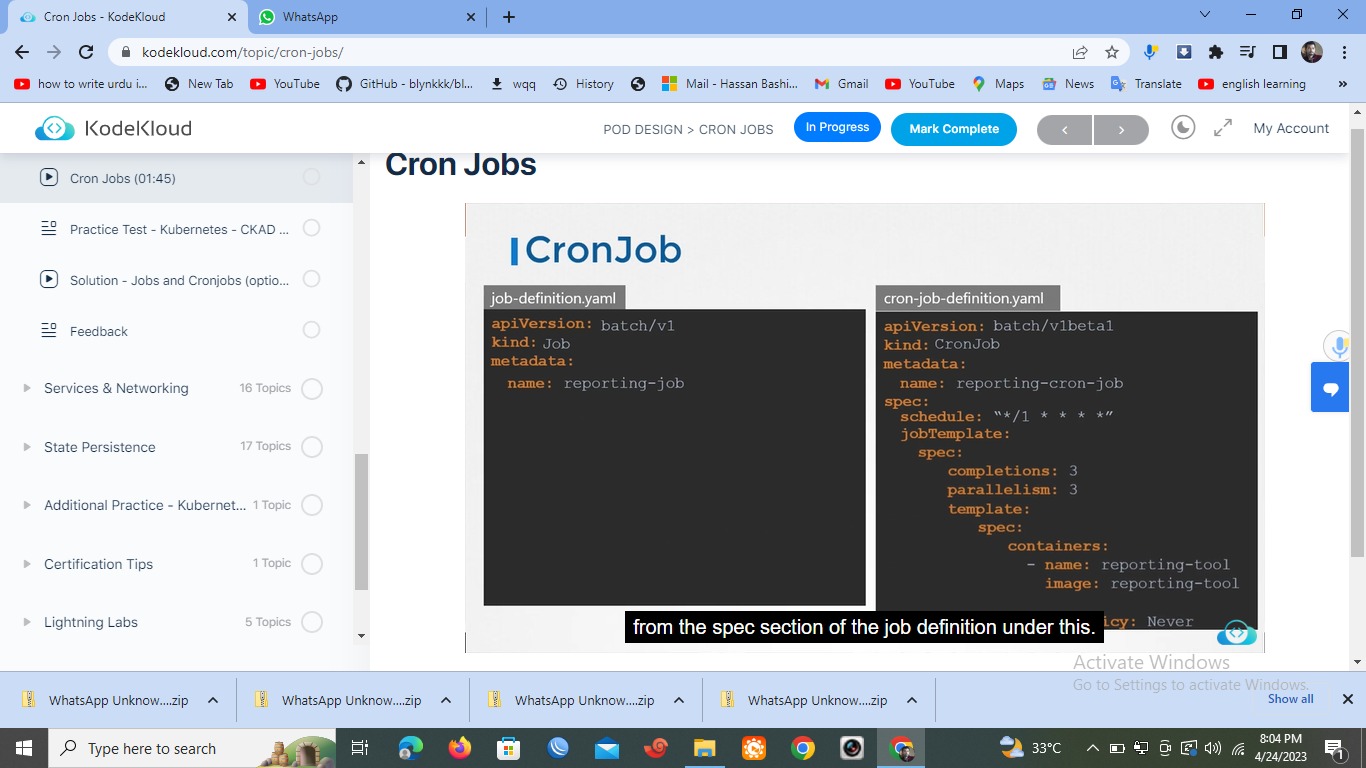 Cron Jobs - KodeKloud
WhatsApp
kodekloud.com/topic/cron-jobs/
how to write urdu i...
New Tab
YouTube
GitHub - blynkkk/bl...
wqq
History
Mail - Hassan Bashi...
Gmail
YouTube
Maps
News
Translate
english learning
»
KodeKloud
POD DESIGN > CRON JOBS
In Progress
Mark Complete
My Account
Cron Jobs (01:45)
Practice Test - Kubernetes - CKAD ...
Solution - Jobs and Cronjobs (optio...
Feedback
Services & Networking 16 Topics
State Persistence 17 Topics
Additional Practice - Kubernet... 1 Topic
Certification Tips 1 Topic
Lightning Labs 5 Topics
Cron Jobs
CronJob
job-definition.yaml
apiVersion: batch/v1
kind: Job
metadata:
name: reporting-job
cron-job-definition.yaml
apiVersion: batch/v1beta1
kind: CronJob
metadata:
name: reporting-cron-job
spec:
schedule: “*/1 * * * *”
jobTemplate:
spec:
completions: 3
parallelism: 3
template:
spec:
containers:
- name: reporting-tool
image: reporting-tool
icy: Never
from the spec section of the job definition under this.
Activate Windows
Go to Settings to activate Windows.
WhatsApp Unknow....zip
WhatsApp Unknow....zip
WhatsApp Unknow....zip
WhatsApp Unknow....zip
Show all
Type here to search
33°C
8:04 PM
4/24/2023
1